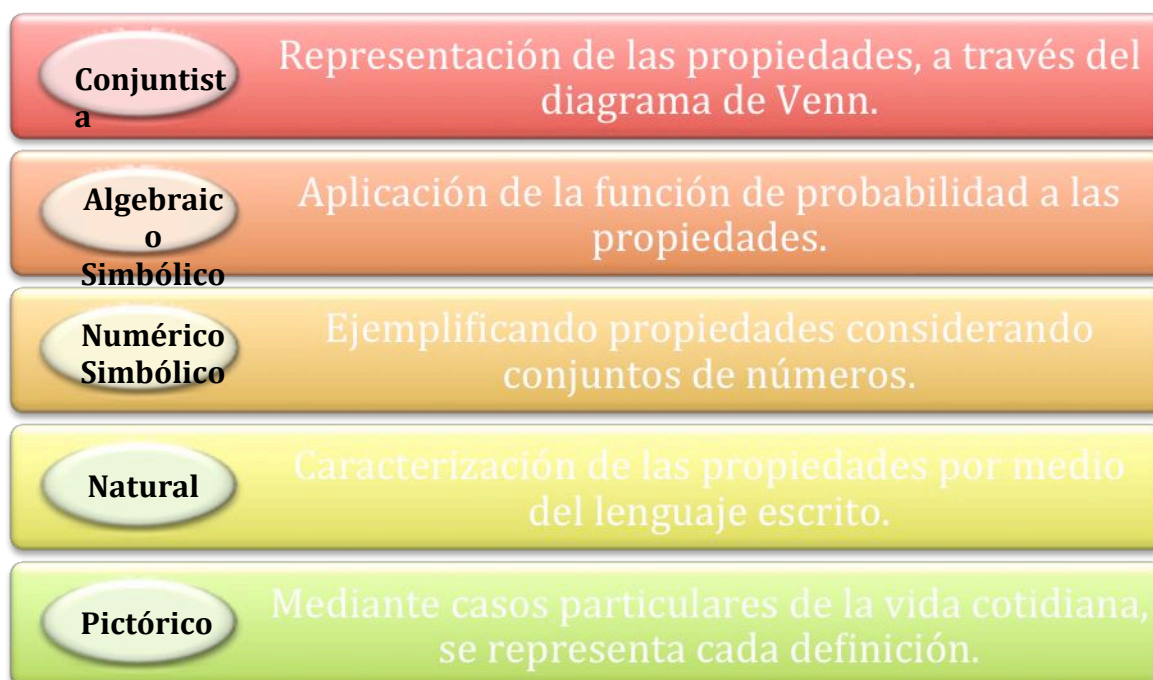 Conjuntist
a
Representación de las propiedades, a través del
diagrama de Venn.
Algebraic
o
Simbólico
Aplicación de la función de probabilidad a las
propiedades.
Numérico
Simbólico
Ejemplificando propiedades considerando
conjuntos de números.
Natural
Caracterización de las propiedades por medio
del lenguaje escrito.
Pictórico
Mediante casos particulares de la vida cotidiana,
se representa cada definición.